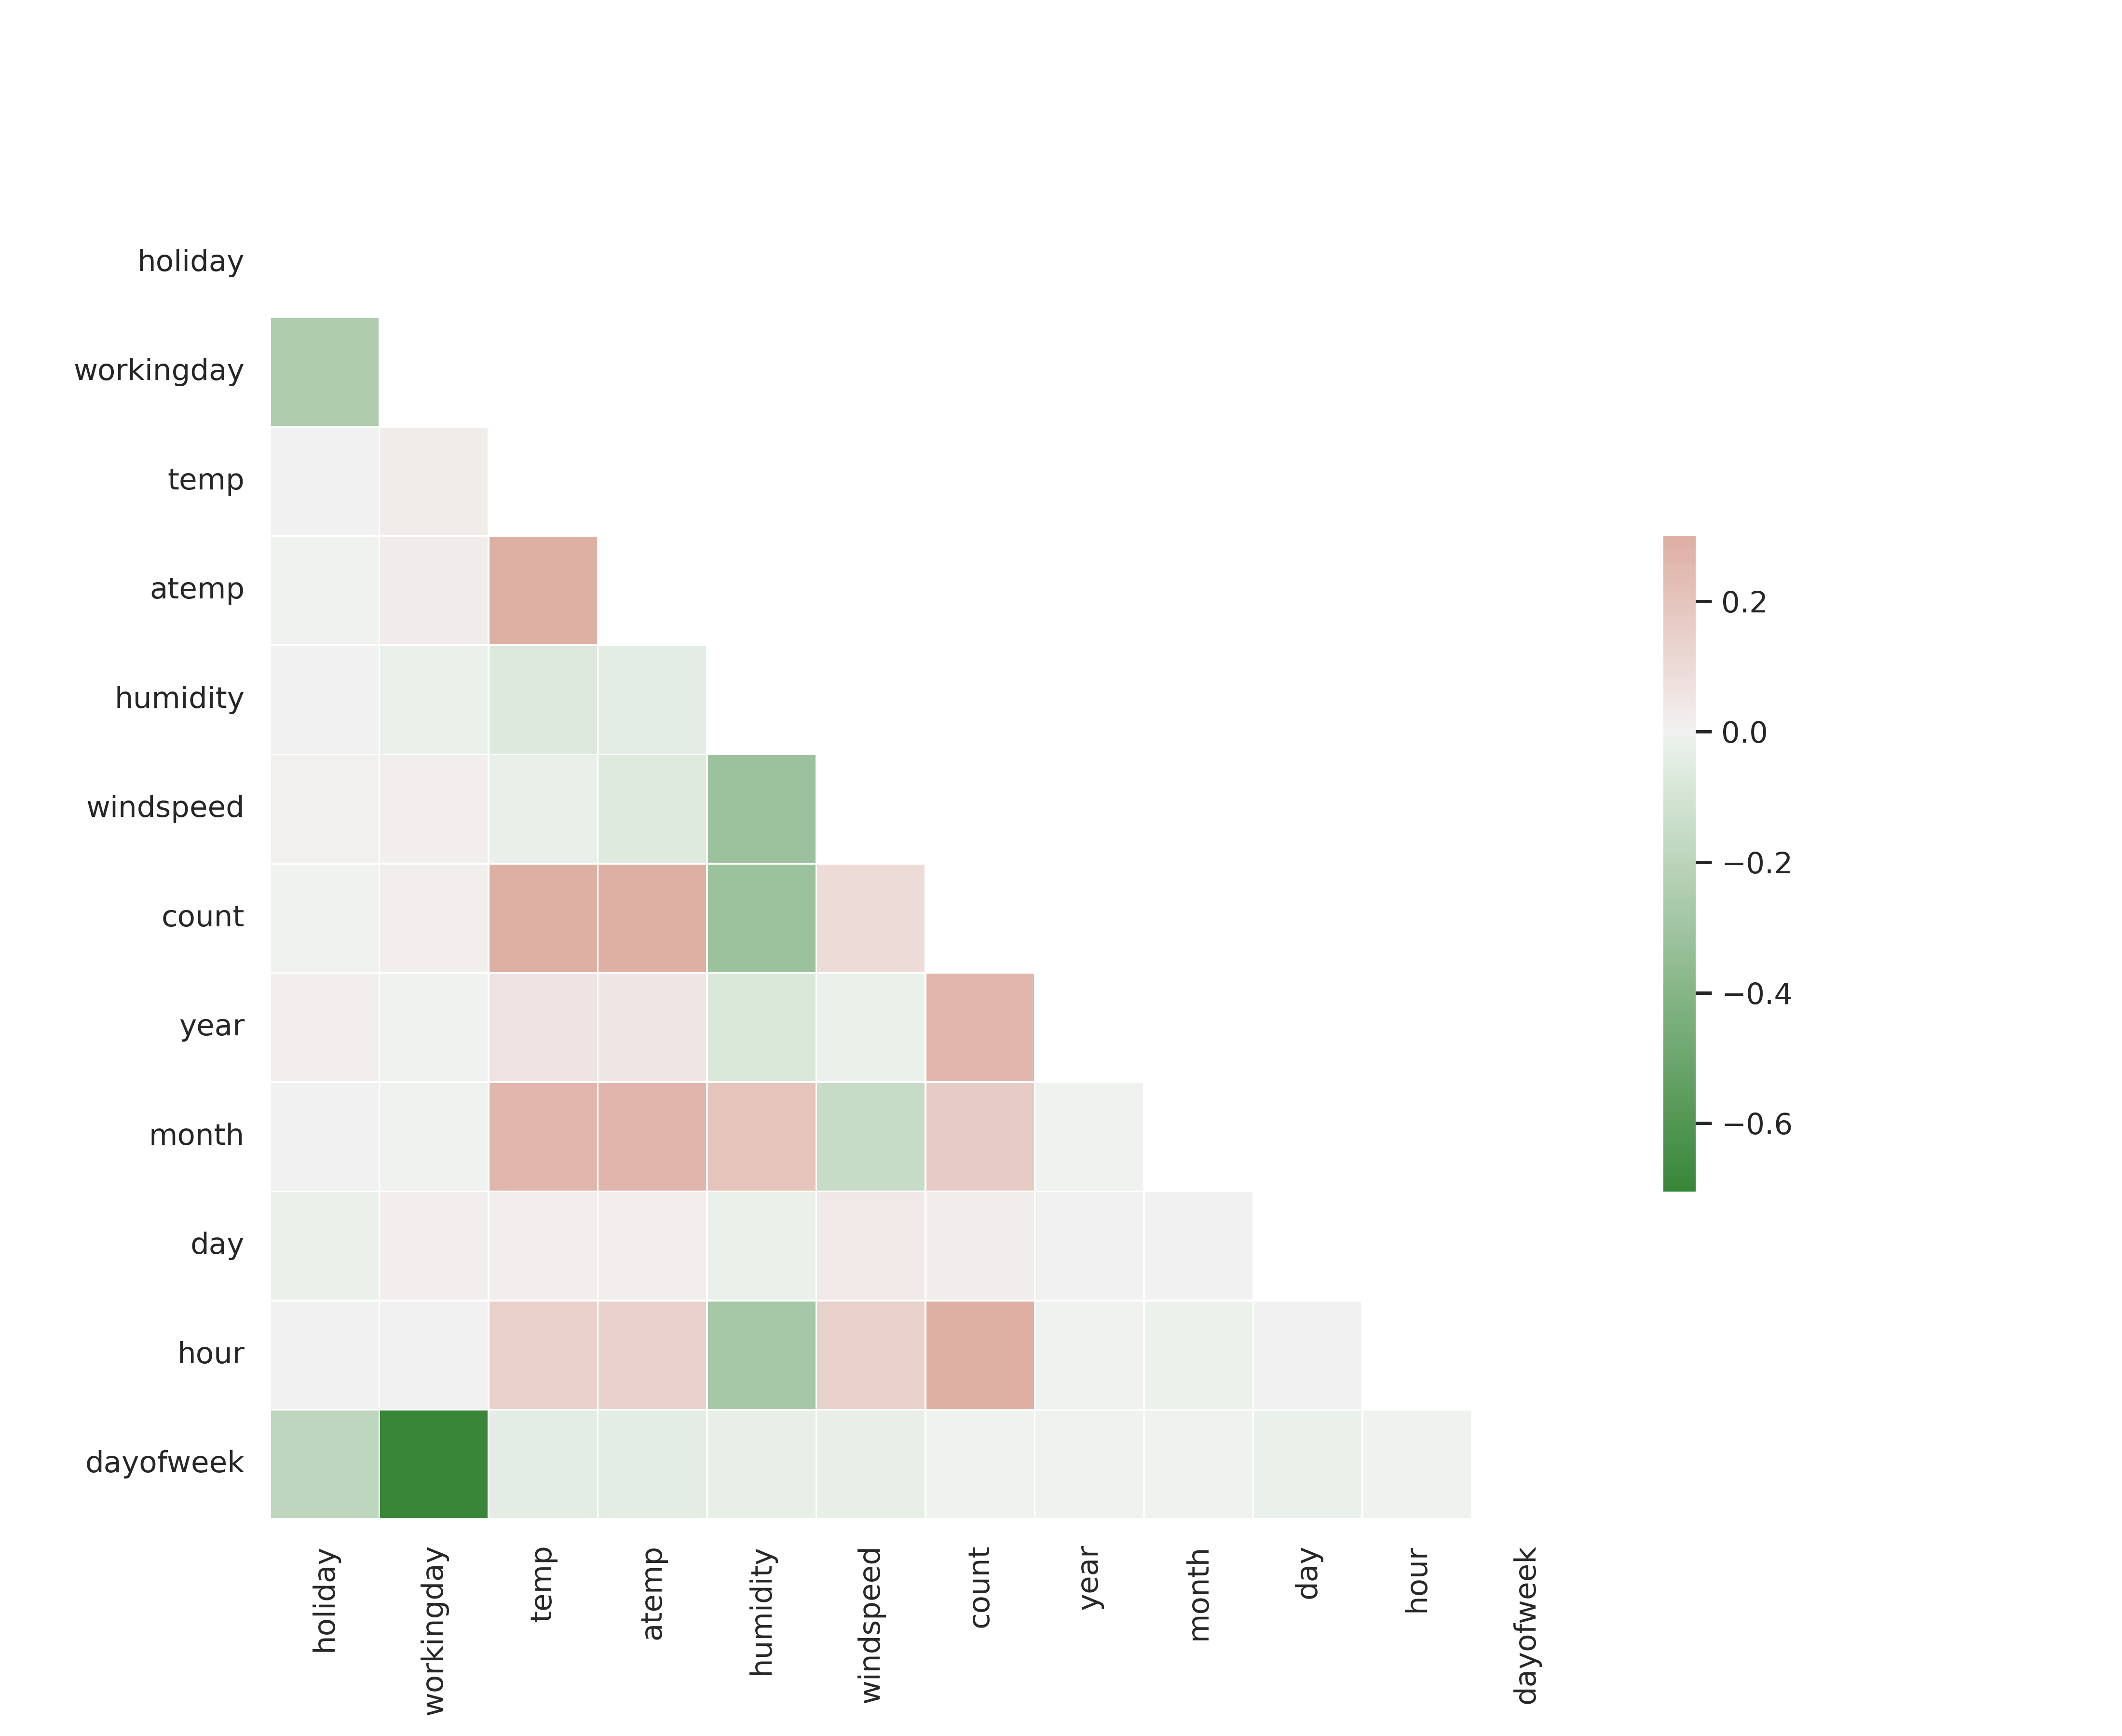 holiday
workingday
temp
atemp
humidity
windspeed
count
year
month
day
hour
dayofweek
0.2
0.0
−0.2
−0.4
−0.6
holiday
workingday
temp
atemp
humidity
windspeed
count
year
month
day
hour
dayofweek